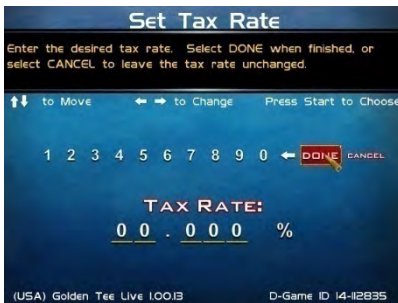 Set Tax Rate
Enter the desired tax rate. Select DONE when finished, or
select CANCEL to leave the tax rate unchanged.
⬆⬇ to Move ⬅ ➡ to Change Press Start to Choose
1 2 3 4 5 6 7 8 9 0 ⬅ DONE CANCEL
TAX RATE:
0 0 . 0 0 0 %
(USA) Golden Tee Live 1.00.13 D-Game ID 14-112835